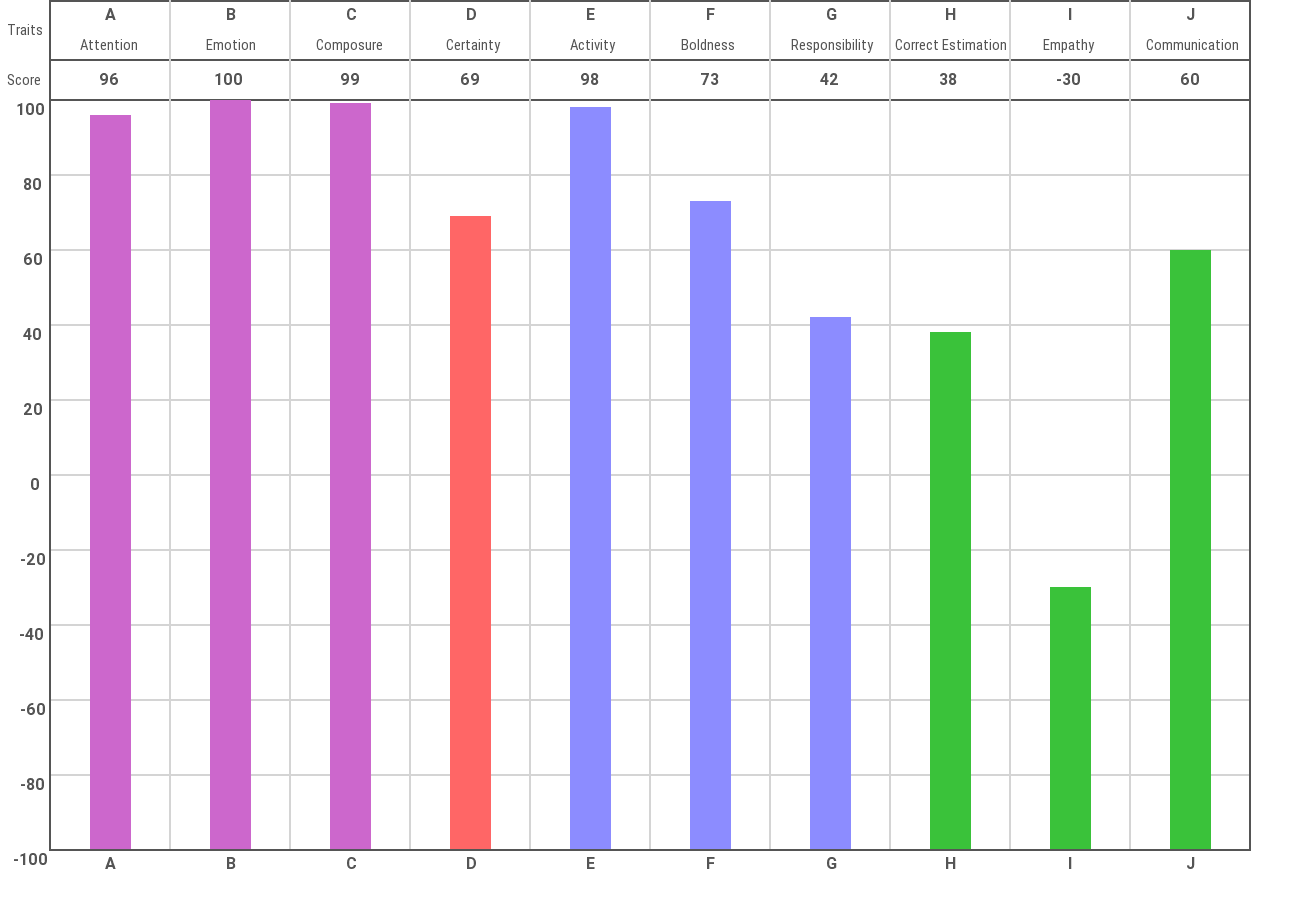 A B C D E F G H I J
Traits
Attention Emotion Composure Certainty Activity Boldness Responsibility Correct Estimation Empathy Communication
Score 96 100 99 69 98 73 42 38 -30 60
100
80
60
40
20
0
-20
-40
-60
-80
-100
A B C D E F G H I J